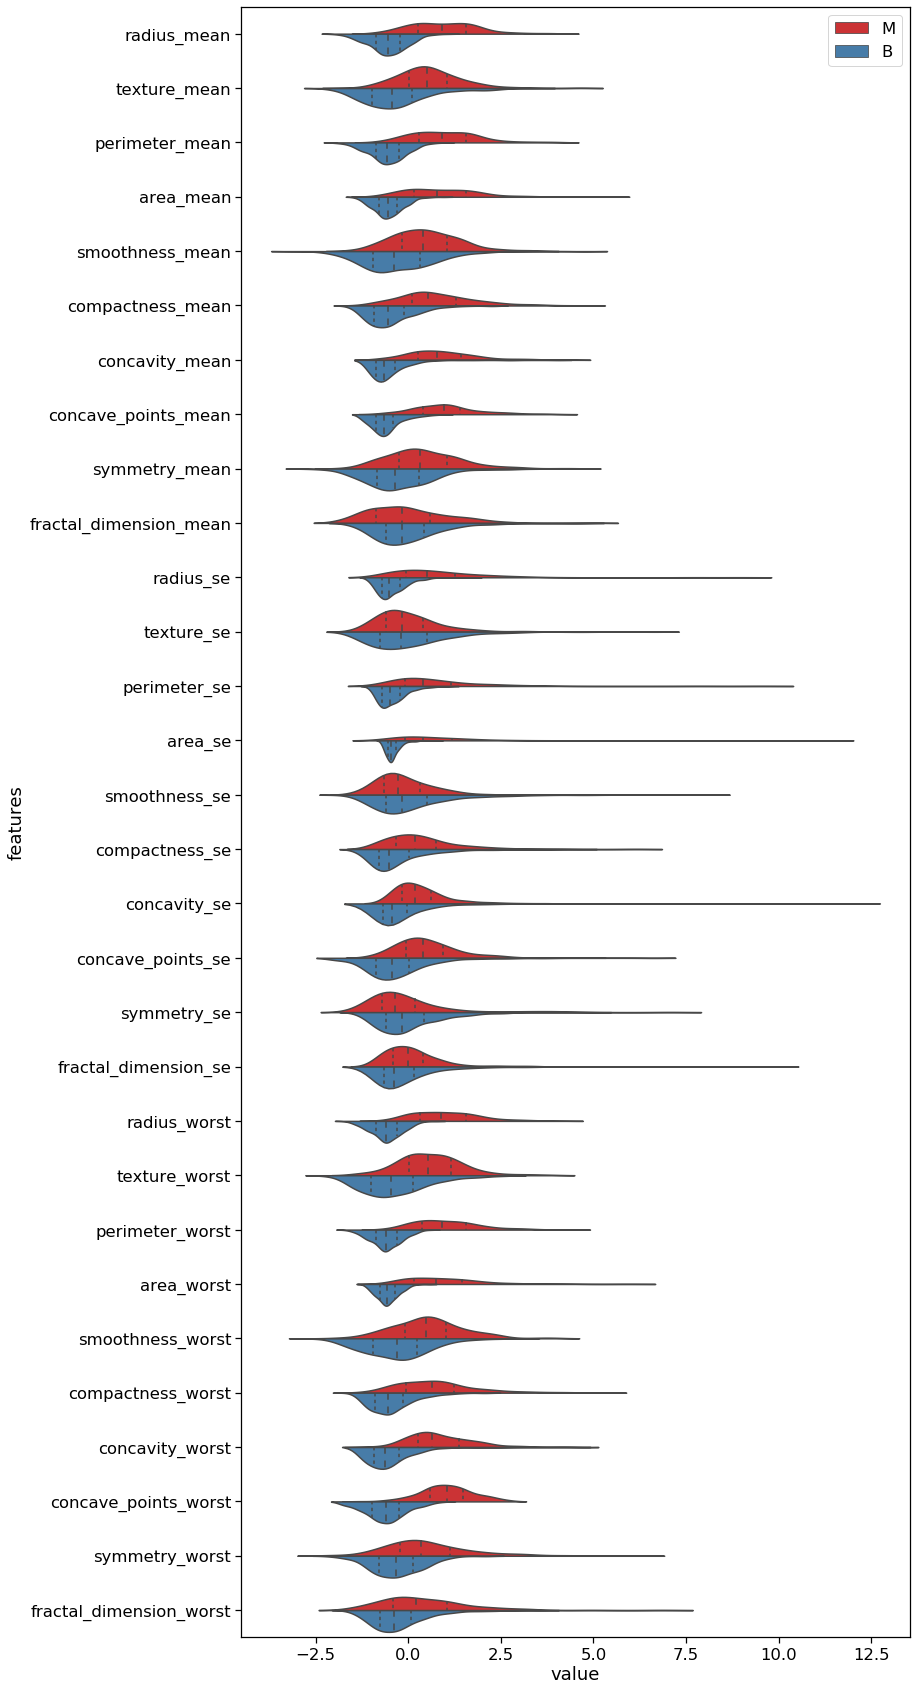 M
B
radius_mean
texture_mean
perimeter_mean
area_mean
smoothness_mean
compactness_mean
concavity_mean
concave_points_mean
symmetry_mean
fractal_dimension_mean
radius_se
texture_se
perimeter_se
area_se
smoothness_se
compactness_se
concavity_se
concave_points_se
symmetry_se
fractal_dimension_se
radius_worst
texture_worst
perimeter_worst
area_worst
smoothness_worst
compactness_worst
concavity_worst
concave_points_worst
symmetry_worst
fractal_dimension_worst
features
−2.5 0.0 2.5 5.0 7.5 10.0 12.5
value